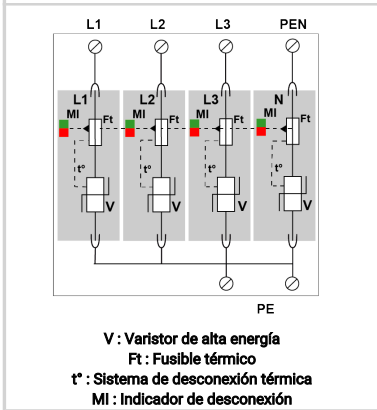 L1 L2 L3 PEN
L1 L2 L3 N
MI Ft MI Ft MI Ft MI Ft
t° t° t° t°
V V V V
PE
V : Varistor de alta energía
Ft : Fusible térmico
t° : Sistema de desconexión térmica
MI : Indicador de desconexión